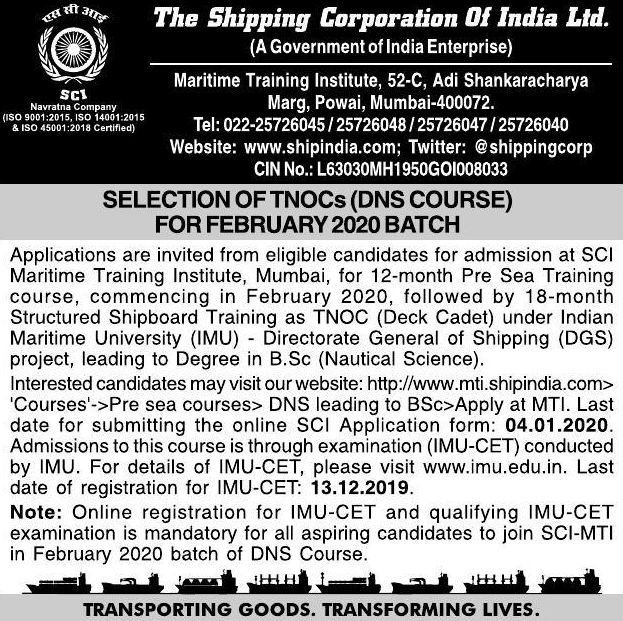 एस सी आई
SCI
Navratna Company
(ISO 9001:2015, ISO 14001:2015
& ISO 45001:2018 Certified)
The Shipping Corporation Of India Ltd.
(A Government of India Enterprise)
Maritime Training Institute, 52-C, Adi Shankaracharya
Marg, Powai, Mumbai-400072.
Tel: 022-25726045 / 25726048 / 25726047 / 25726040
Website: www.shipindia.com; Twitter: @shippingcorp
CIN No.: L63030MH1950GOI008033
SELECTION OF TNOCs (DNS COURSE)
FOR FEBRUARY 2020 BATCH
Applications are invited from eligible candidates for admission at SCI
Maritime Training Institute, Mumbai, for 12-month Pre Sea Training
course, commencing in February 2020, followed by 18-month
Structured Shipboard Training as TNOC (Deck Cadet) under Indian
Maritime University (IMU) - Directorate General of Shipping (DGS)
project, leading to Degree in B.Sc (Nautical Science).
Interested candidates may visit our website: http://www.mti.shipindia.com>
'Courses'->Pre sea courses> DNS leading to BSc>Apply at MTI. Last
date for submitting the online SCI Application form: 04.01.2020.
Admissions to this course is through examination (IMU-CET) conducted
by IMU. For details of IMU-CET, please visit www.imu.edu.in. Last
date of registration for IMU-CET: 13.12.2019.
Note: Online registration for IMU-CET and qualifying IMU-CET
examination is mandatory for all aspiring candidates to join SCI-MTI
in February 2020 batch of DNS Course.
TRANSPORTING GOODS. TRANSFORMING LIVES.